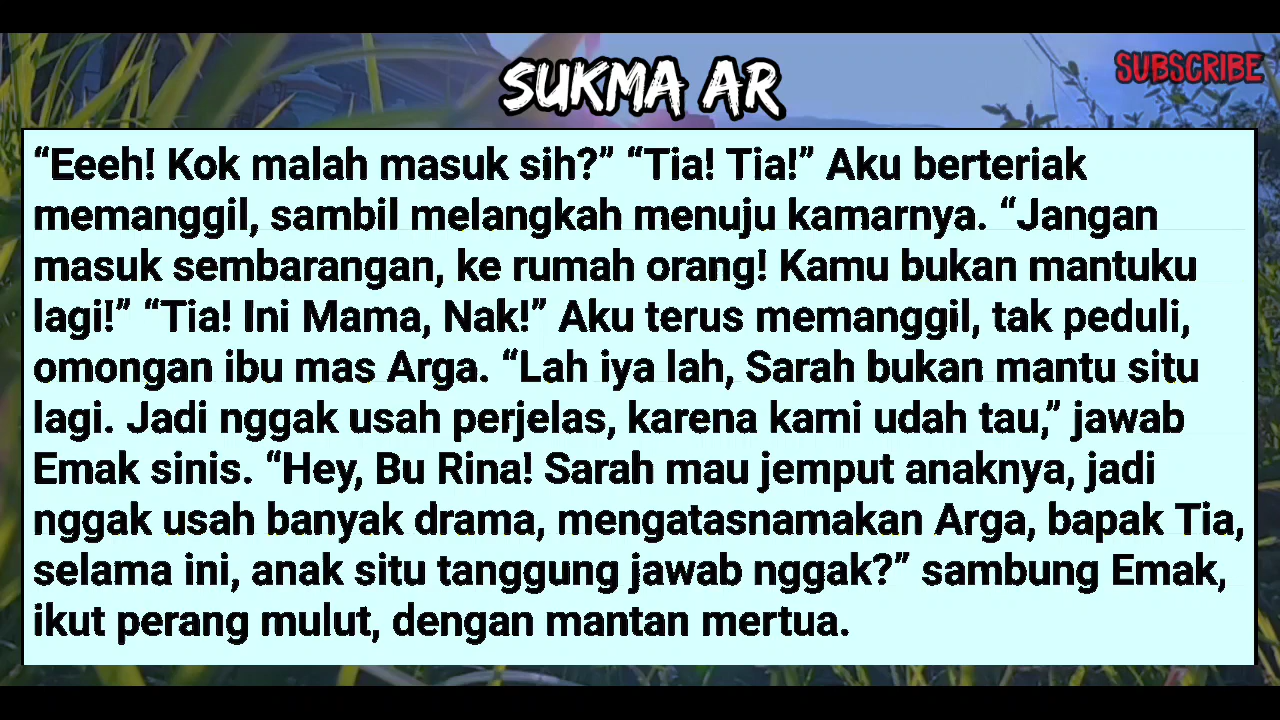 SUKMA AR
SUBSCRIBE
“Eeeh! Kok malah masuk sih?” “Tia! Tia!” Aku berteriak
memanggil, sambil melangkah menuju kamarnya. “Jangan
masuk sembarangan, ke rumah orang! Kamu bukan mantuku
lagi!” “Tia! Ini Mama, Nak!” Aku terus memanggil, tak peduli,
omongan ibu mas Arga. “Lah iya lah, Sarah bukan mantu situ
lagi. Jadi nggak usah perjelas, karena kami udah tau,” jawab
Emak sinis. “Hey, Bu Rina! Sarah mau jemput anaknya, jadi
nggak usah banyak drama, mengatasnamakan Arga, bapak Tia,
selama ini, anak situ tanggung jawab nggak?” sambung Emak,
ikut perang mulut, dengan mantan mertua.